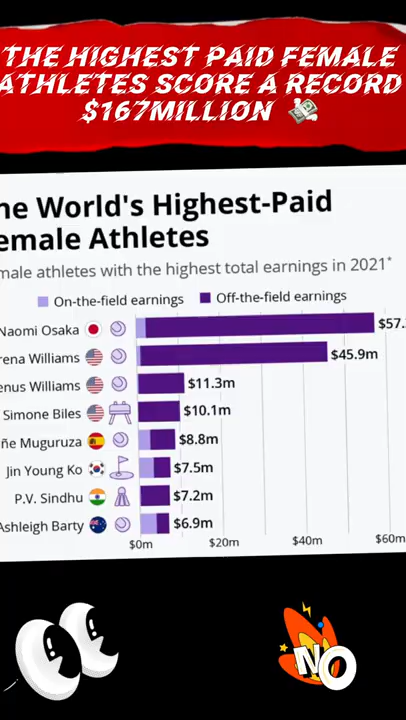 THE HIGHEST PAID FEMALE
ATHLETES SCORE A RECORD
$167MILLION
he World's Highest-Paid
emale Athletes
male athletes with the highest total earnings in 2021*
On-the-field earnings Off-the-field earnings
Naomi Osaka $57.
rena Williams $45.9m
enus Williams $11.3m
Simone Biles $10.1m
ñe Muguruza $8.8m
Jin Young Ko $7.5m
P.V. Sindhu $7.2m
Ashleigh Barty $6.9m
$0m $20m $40m $60m
NO